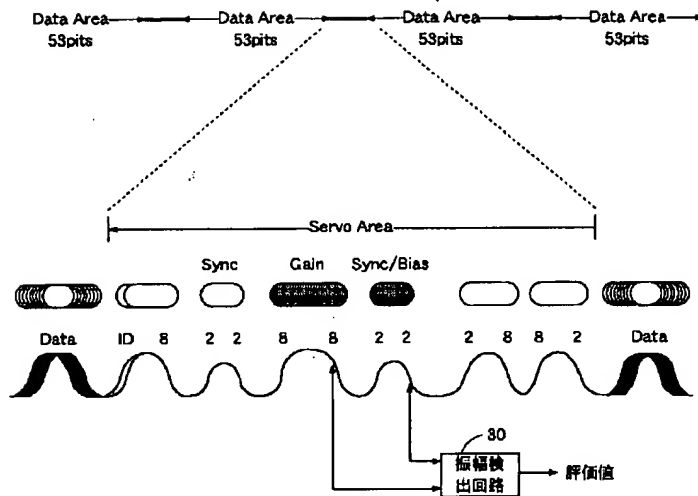 Data Area Data Area Data Area Data Area
53pits 53pits 53pits 53pits
Servo Area
Sync Gain Sync/Bias
Data ID 8 2 2 8 8 2 2 2 8 8 2 Data
30
振幅検
出回路
評価値